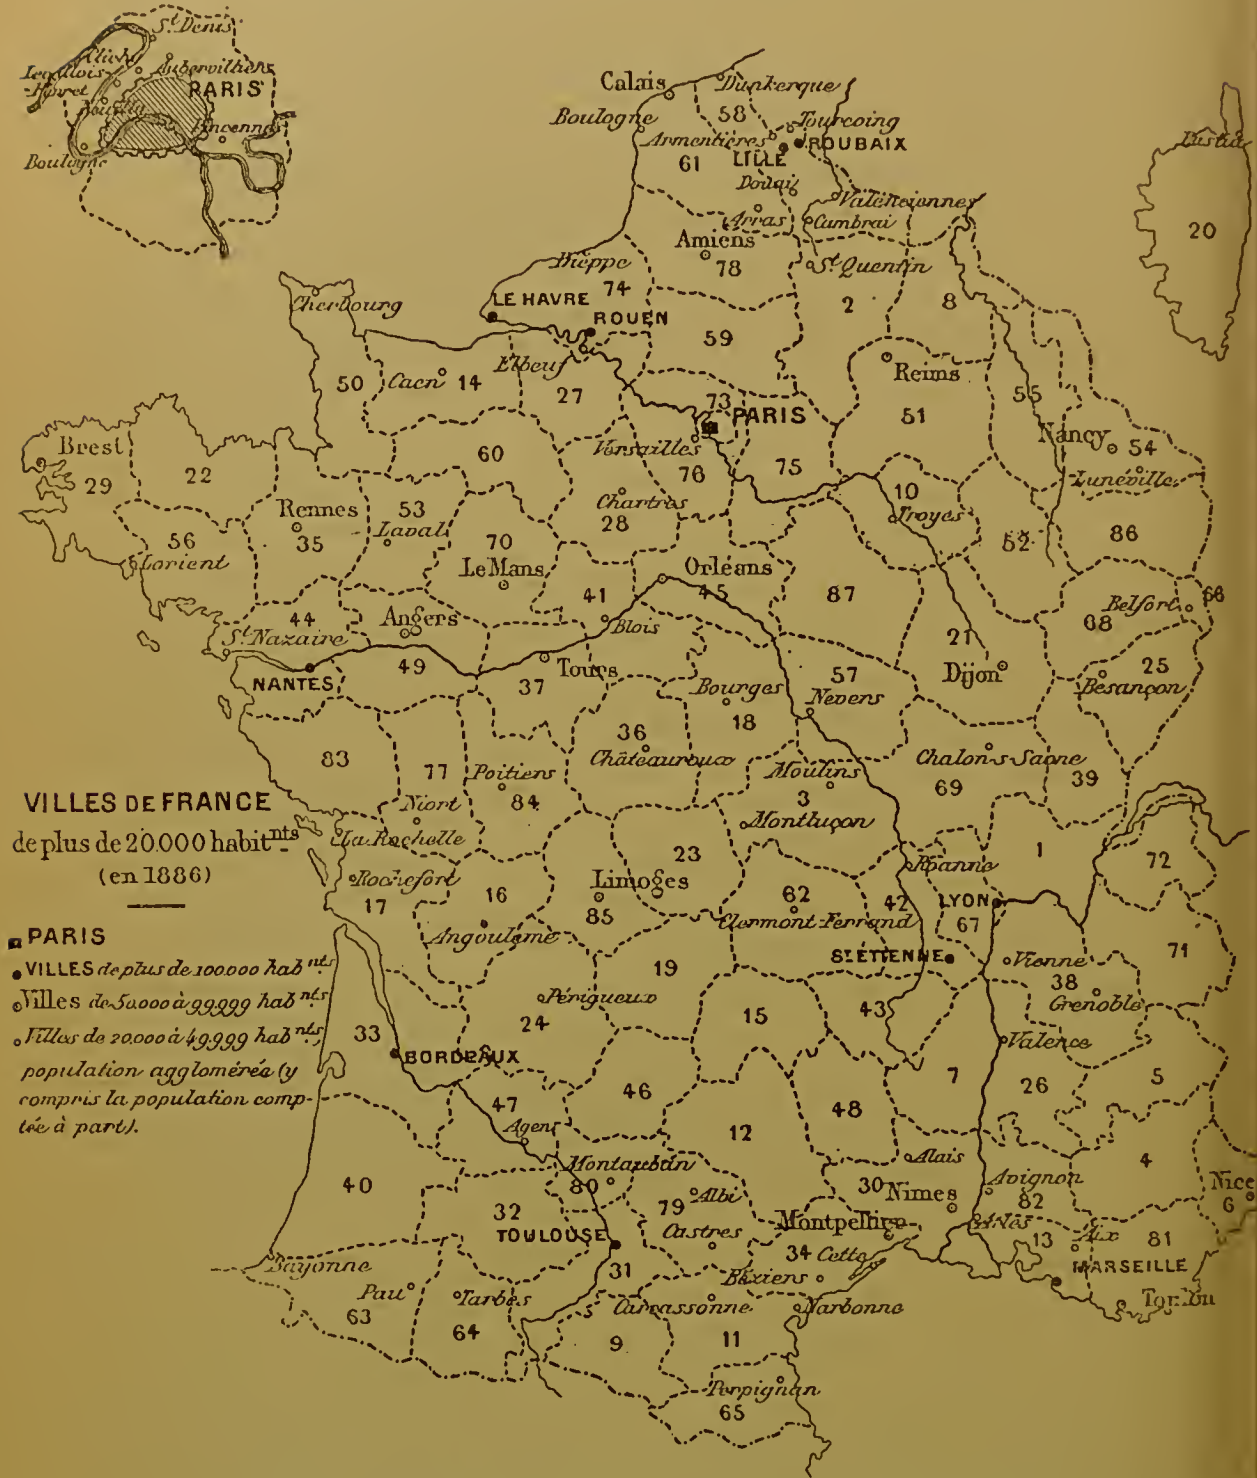 St Denis
Clichy
Aubervilliers
Levallois
-Perret
PARIS
Neuilly
Vincennes
Boulogne
Calais
Dunkerque
Boulogne
58
Tourcoing
Armentières
ROUBAIX
61
LILLE
Douai
Valenciennes
Arras
Cambrai
Bastia
20
Amiens
78
St Quentin
Dieppe
74
2
8
Cherbourg
LE HAVRE
ROUEN
59
Elbeuf
Reims
50
Caen
14
27
73
PARIS
51
55
Brest
29
22
60
Versailles
76
75
Nancy
54
Lunéville
Rennes
35
53
Laval
Chartres
28
10
Troyes
52
86
56
Lorient
70
Le Mans
Orléans
45
41
Blois
87
Belfort
66
68
44
St Nazaire
Angers
49
21
Dijon
25
Besançon
NANTES
Tours
37
Bourges
18
57
Nevers
36
Châteauroux
83
77
Poitiers
84
Moulins
3
Chalon-s-Saone
69
39
VILLES DE FRANCE
de plus de 20.000 habitnts
(en 1886)
Niort
La Rochelle
Montluçon
23
Roanne
1
72
Rochefort
17
16
Limoges
85
62
Clermont-Ferrand
42
LYON
67
Angoulème
PARIS
VILLES de plus de 100.000 habnts
Villes de 50.000 à 99.999 habnts
Villes de 20.000 à 49.999 habnts,
population agglomérée (y
compris la population comp-
tée à part).
19
ST ÉTIENNE
Vienne
38
Grenoble
71
Périgueux
24
15
43
33
BORDEAUX
Valence
46
7
26
5
47
Agen
12
48
Montauban
80
Alais
4
40
32
TOULOUSE
79
Albi
30
Nimes
Avignon
82
Nice
6
Castres
Montpellier
Arles
13
Aix
81
Bayonne
34
Cette
31
Béziers
MARSEILLE
Pau
63
Tarbes
64
Carcassonne
Narbonne
Toulon
9
11
Perpignan
65